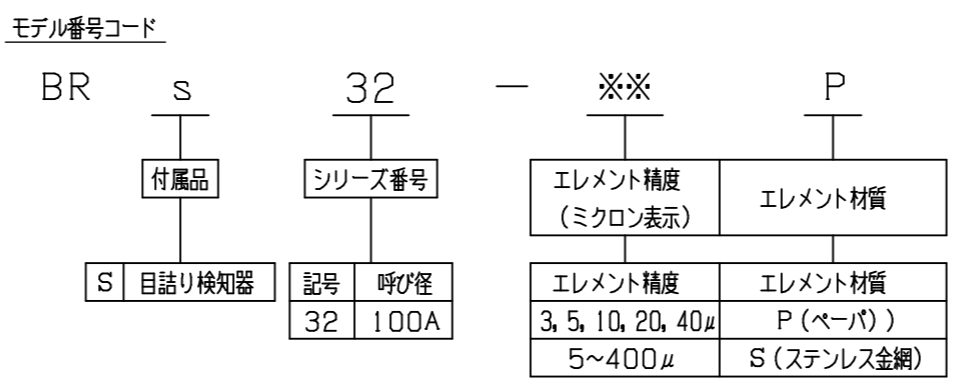 モデル番号コード
BR s 32 － ※※ P
付属品 シリーズ番号 エレメント精度 エレメント材質
（ミクロン表示）
S 目詰り検知器 記号 呼び径 エレメント精度 エレメント材質
32 100A 3, 5, 10, 20, 40μ P（ペーパ））
5~400μ S（ステンレス金網）